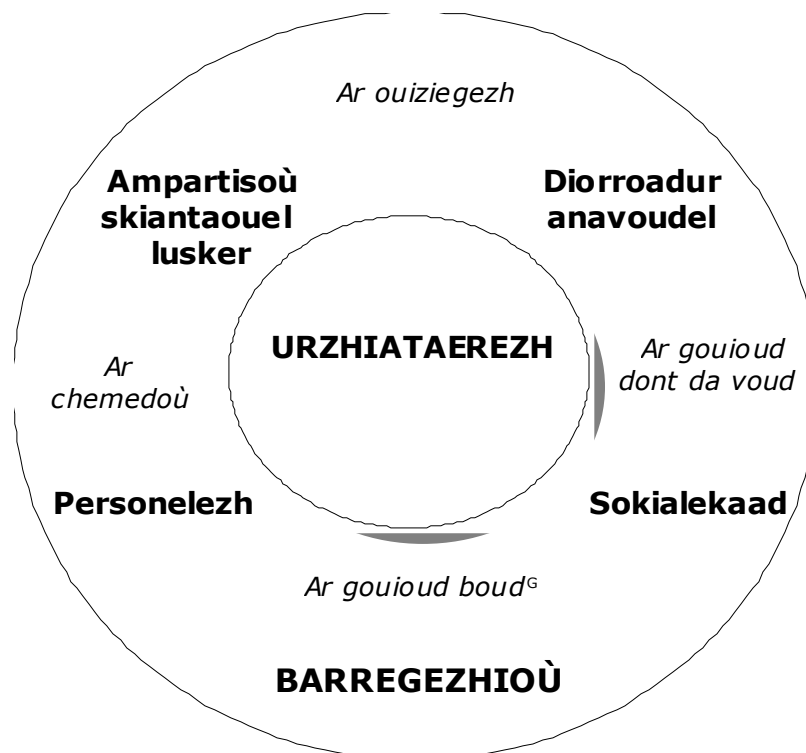 Ar ouiziegezh
Ampartisoù
skiantaouel
lusker
Diorroadur
anavoudel
URZHIATAEREZH
Ar
chemedoù
Ar gouioud
dont da voud
Personelezh
Sokialekaad
Ar gouioud boudᴳ
BARREGEZHIOÙ